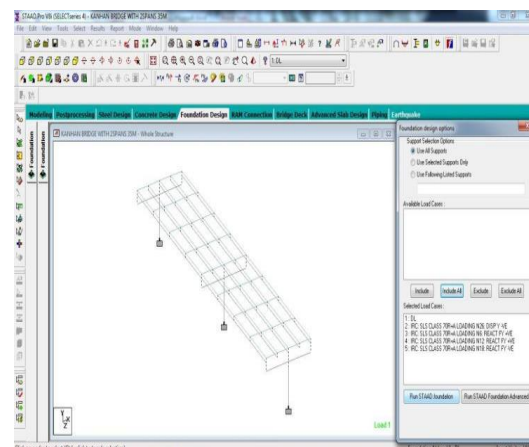 STAAD.Pro V8i (SELECTseries 4) - KANHAN BRIDGE WITH 2SPANS 35M
File Edit View Tools Select Results Report Mode Window Help
1:DL
Modeling Postprocessing Steel Design Concrete Design Foundation Design RAM Connection Bridge Deck Advanced Slab Design Piping Earthquake
Foundation
Foundation
KANHAN BRIDGE WITH 2SPANS 35M - Whole Structure
Foundation design options
Support Selection Options
Use All Supports
Use Selected Supports Only
Use Following Listed Supports
Available Load Cases :
Include Include All Exclude Exclude All
Selected Load Cases :
1: DL
2: IRC: SLS CLASS 70R+A LOADING N26: DISP Y -VE
3: IRC: SLS CLASS 70R+A LOADING N6: REACT FY -VE
4: IRC: SLS CLASS 70R+A LOADING N12: REACT FY -VE
5: IRC: SLS CLASS 70R+A LOADING N18: REACT FY -VE
Run STAAD.foundation Run STAAD Foundation Advanced
Y
X
Z
Load 1